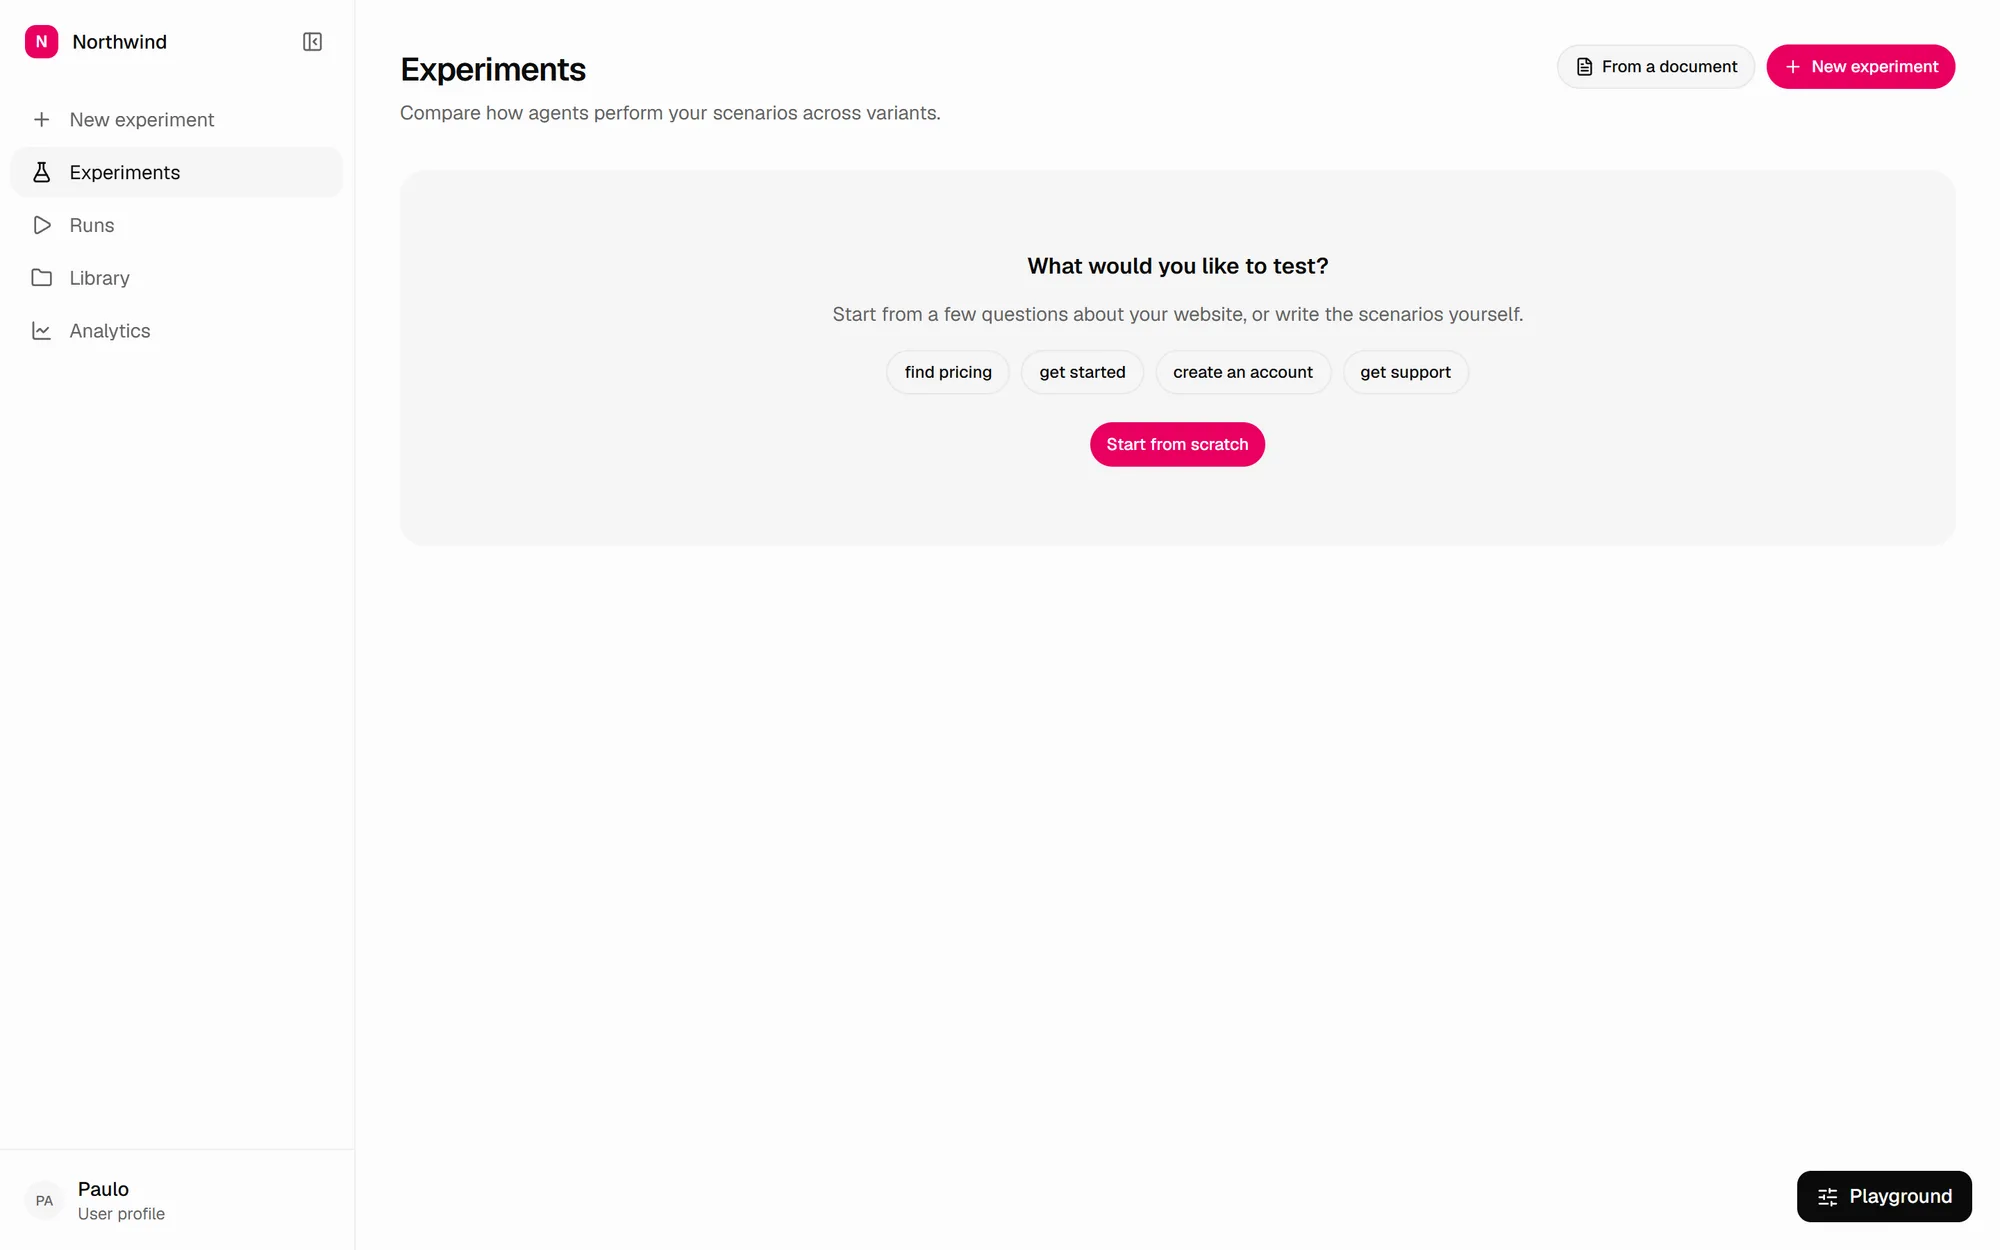 N Northwind
New experiment
Experiments
Runs
Library
Analytics
PA
Paulo
User profile
Experiments
Compare how agents perform your scenarios across variants.
From a document
New experiment
What would you like to test?
Start from a few questions about your website, or write the scenarios yourself.
find pricing
get started
create an account
get support
Start from scratch
Playground